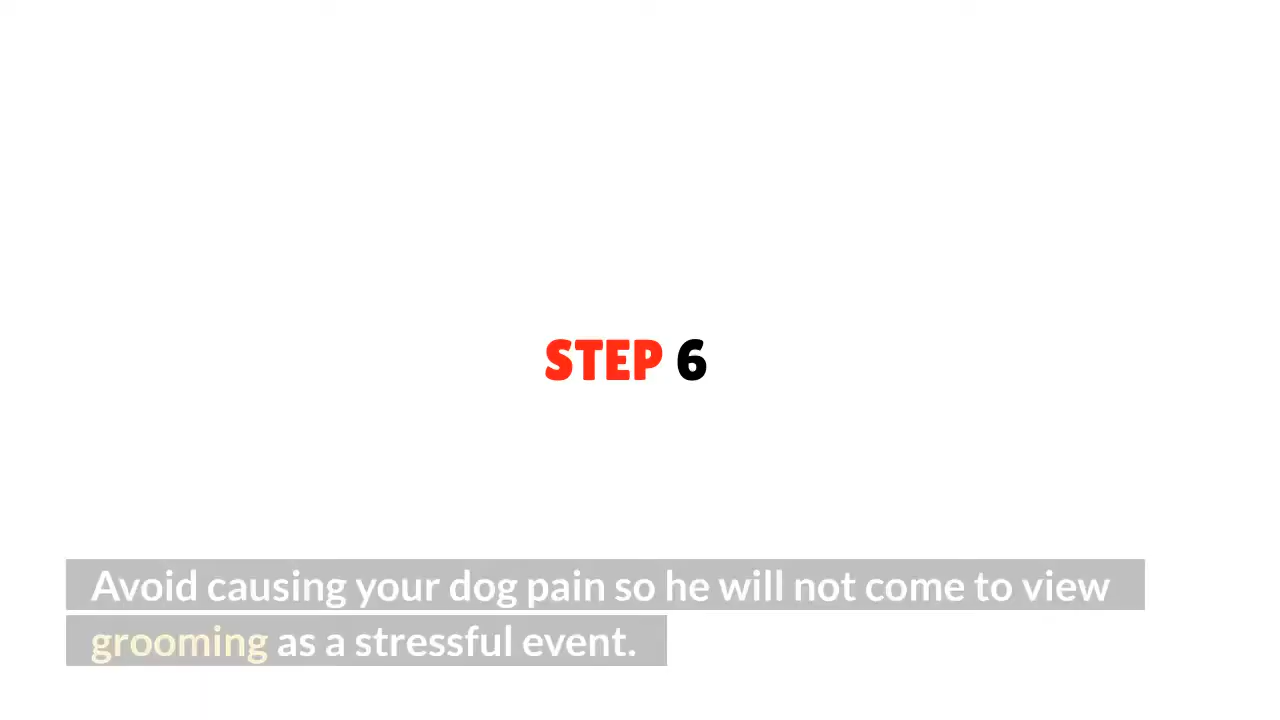 STEP 6
Avoid causing your dog pain so he will not come to view
grooming as a stressful event.